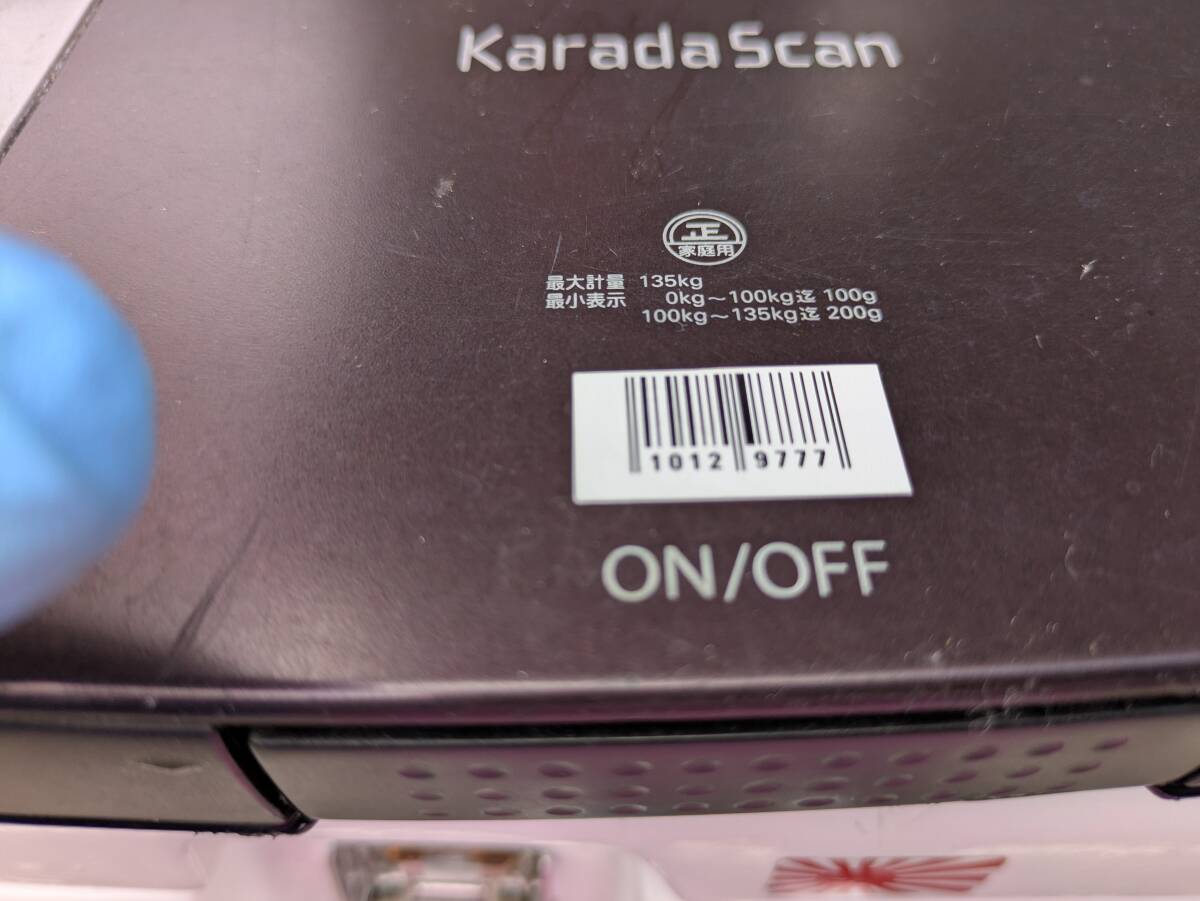 KaradaScan
正
家庭用
最大計量 135kg
最小表示 0kg～100kg迄 100g
100kg～135kg迄 200g
1012 9777
ON/OFF